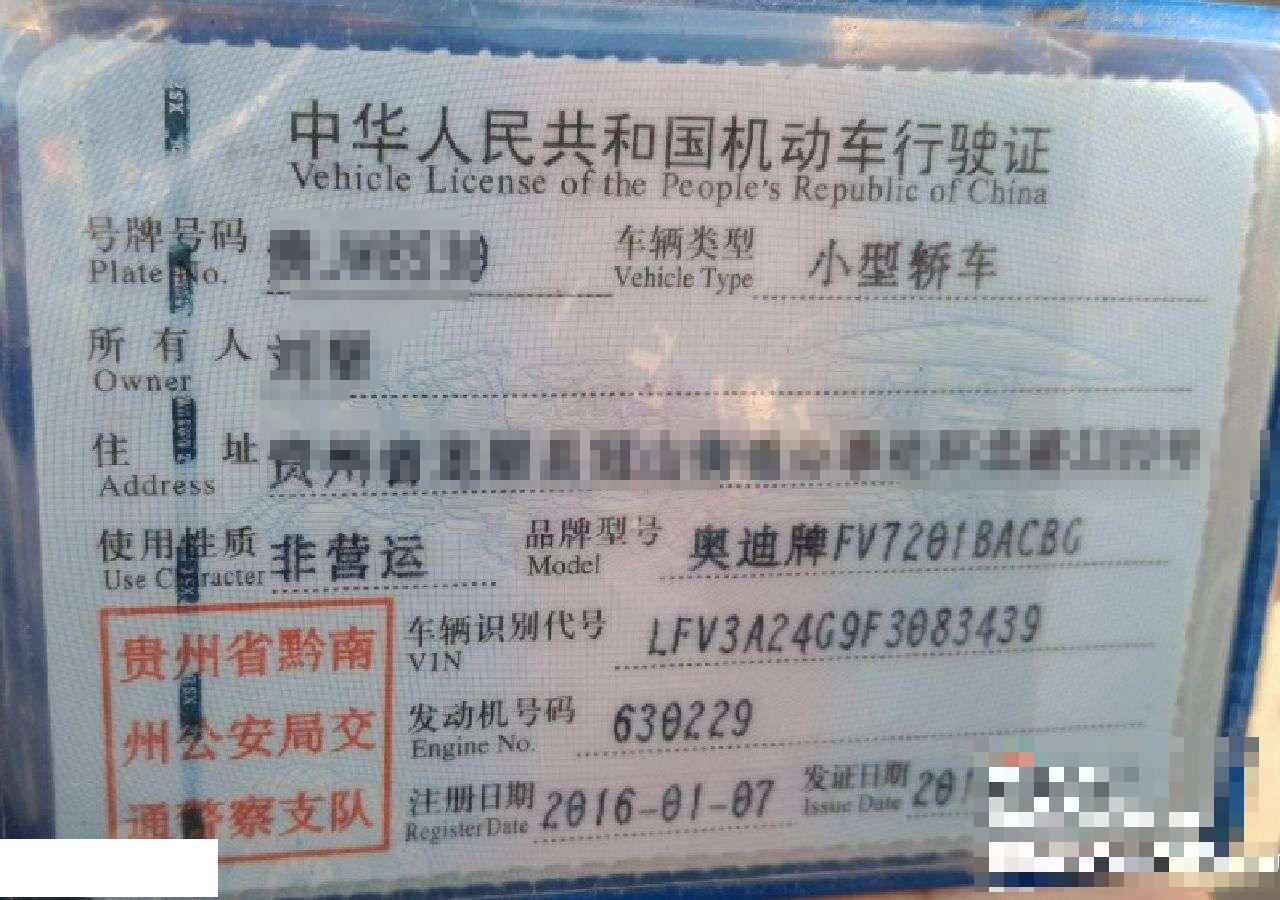 中华人民共和国机动车行驶证
Vehicle License of the People's Republic of China
号牌号码 车辆类型 小型轿车
Plate No. Vehicle Type
所有人
Owner
住址 贵州省
Address
使用性质 非营运 品牌型号 奥迪牌FV7201BACBG
Use Character Model
贵州省黔南
州公安局交
通警察支队
车辆识别代号 LFV3A24G9F3083439
VIN
发动机号码 630229
Engine No.
注册日期 2016-01-07 发证日期 201
Register Date Issue Date